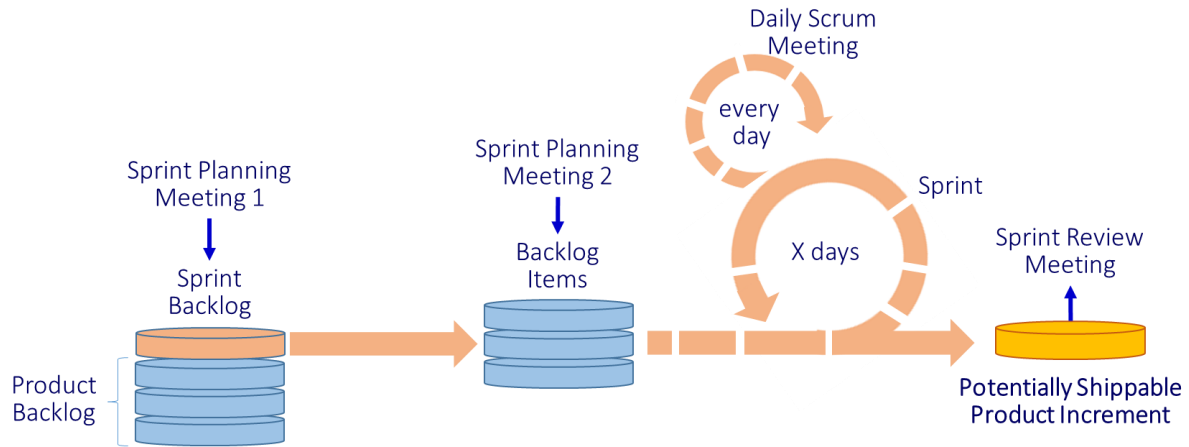 Daily Scrum
Meeting
every
day
Sprint Planning
Meeting 1
Sprint Planning
Meeting 2
Sprint
X days
Sprint
Backlog
Backlog
Items
Sprint Review
Meeting
Product
Backlog
Potentially Shippable
Product Increment